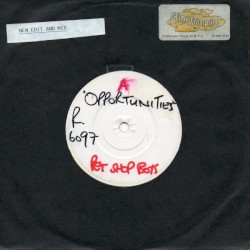 NEW EDIT AND MIX
A
'OPPORTUNITIES'
R.
6097
PET SHOP BOYS